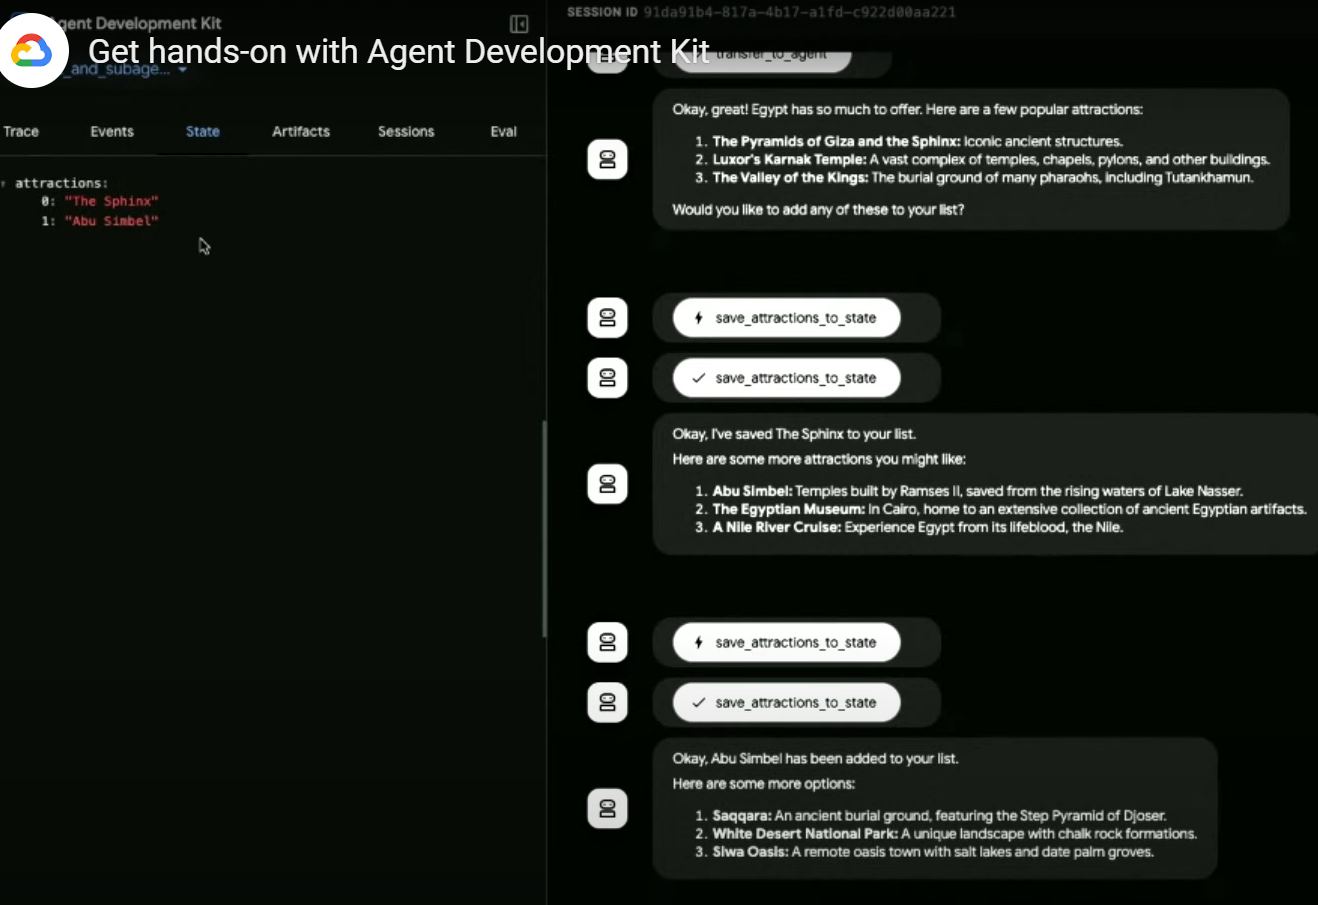 Agent Development Kit
Get hands-on with Agent Development Kit
_and_subage...
Trace Events State Artifacts Sessions Eval
attractions:
0: "The Sphinx"
1: "Abu Simbel"
SESSION ID 91da91b4-817a-4b17-a1fd-c922d00aa221
transfer_to_agent
Okay, great! Egypt has so much to offer. Here are a few popular attractions:
1. The Pyramids of Giza and the Sphinx: Iconic ancient structures.
2. Luxor's Karnak Temple: A vast complex of temples, chapels, pylons, and other buildings.
3. The Valley of the Kings: The burial ground of many pharaohs, including Tutankhamun.
Would you like to add any of these to your list?
save_attractions_to_state
save_attractions_to_state
Okay, I've saved The Sphinx to your list.
Here are some more attractions you might like:
1. Abu Simbel: Temples built by Ramses II, saved from the rising waters of Lake Nasser.
2. The Egyptian Museum: In Cairo, home to an extensive collection of ancient Egyptian artifacts.
3. A Nile River Cruise: Experience Egypt from its lifeblood, the Nile.
save_attractions_to_state
save_attractions_to_state
Okay, Abu Simbel has been added to your list.
Here are some more options:
1. Saqqara: An ancient burial ground, featuring the Step Pyramid of Djoser.
2. White Desert National Park: A unique landscape with chalk rock formations.
3. Siwa Oasis: A remote oasis town with salt lakes and date palm groves.